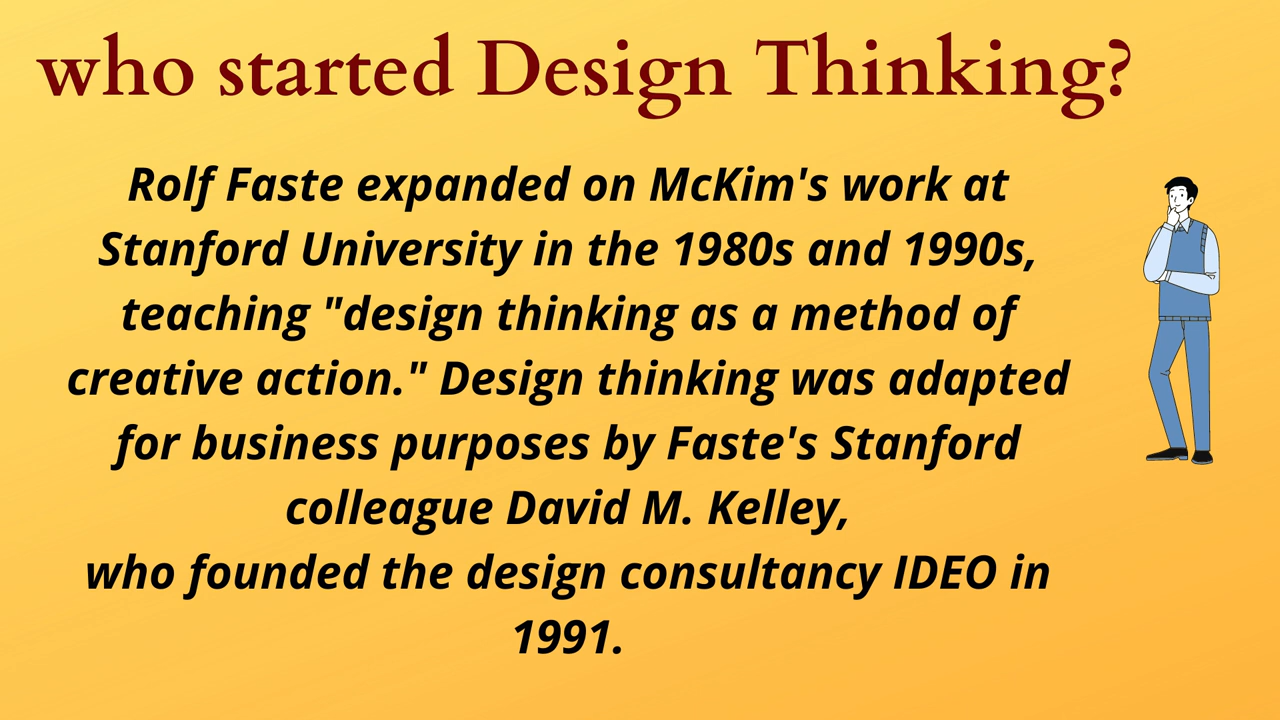 who started Design Thinking?
Rolf Faste expanded on McKim's work at
Stanford University in the 1980s and 1990s,
teaching "design thinking as a method of
creative action." Design thinking was adapted
for business purposes by Faste's Stanford
colleague David M. Kelley,
who founded the design consultancy IDEO in
1991.